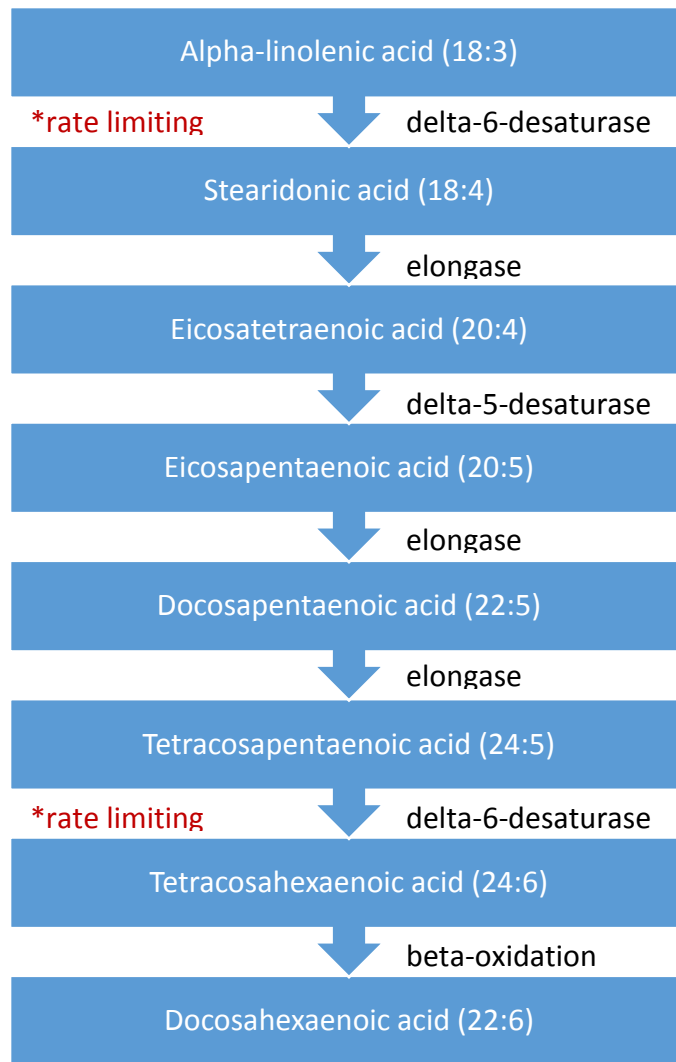 Alpha-linolenic acid (18:3)
*rate limiting delta-6-desaturase
Stearidonic acid (18:4)
elongase
Eicosatetraenoic acid (20:4)
delta-5-desaturase
Eicosapentaenoic acid (20:5)
elongase
Docosapentaenoic acid (22:5)
elongase
Tetracosapentaenoic acid (24:5)
*rate limiting delta-6-desaturase
Tetracosahexaenoic acid (24:6)
beta-oxidation
Docosahexaenoic acid (22:6)